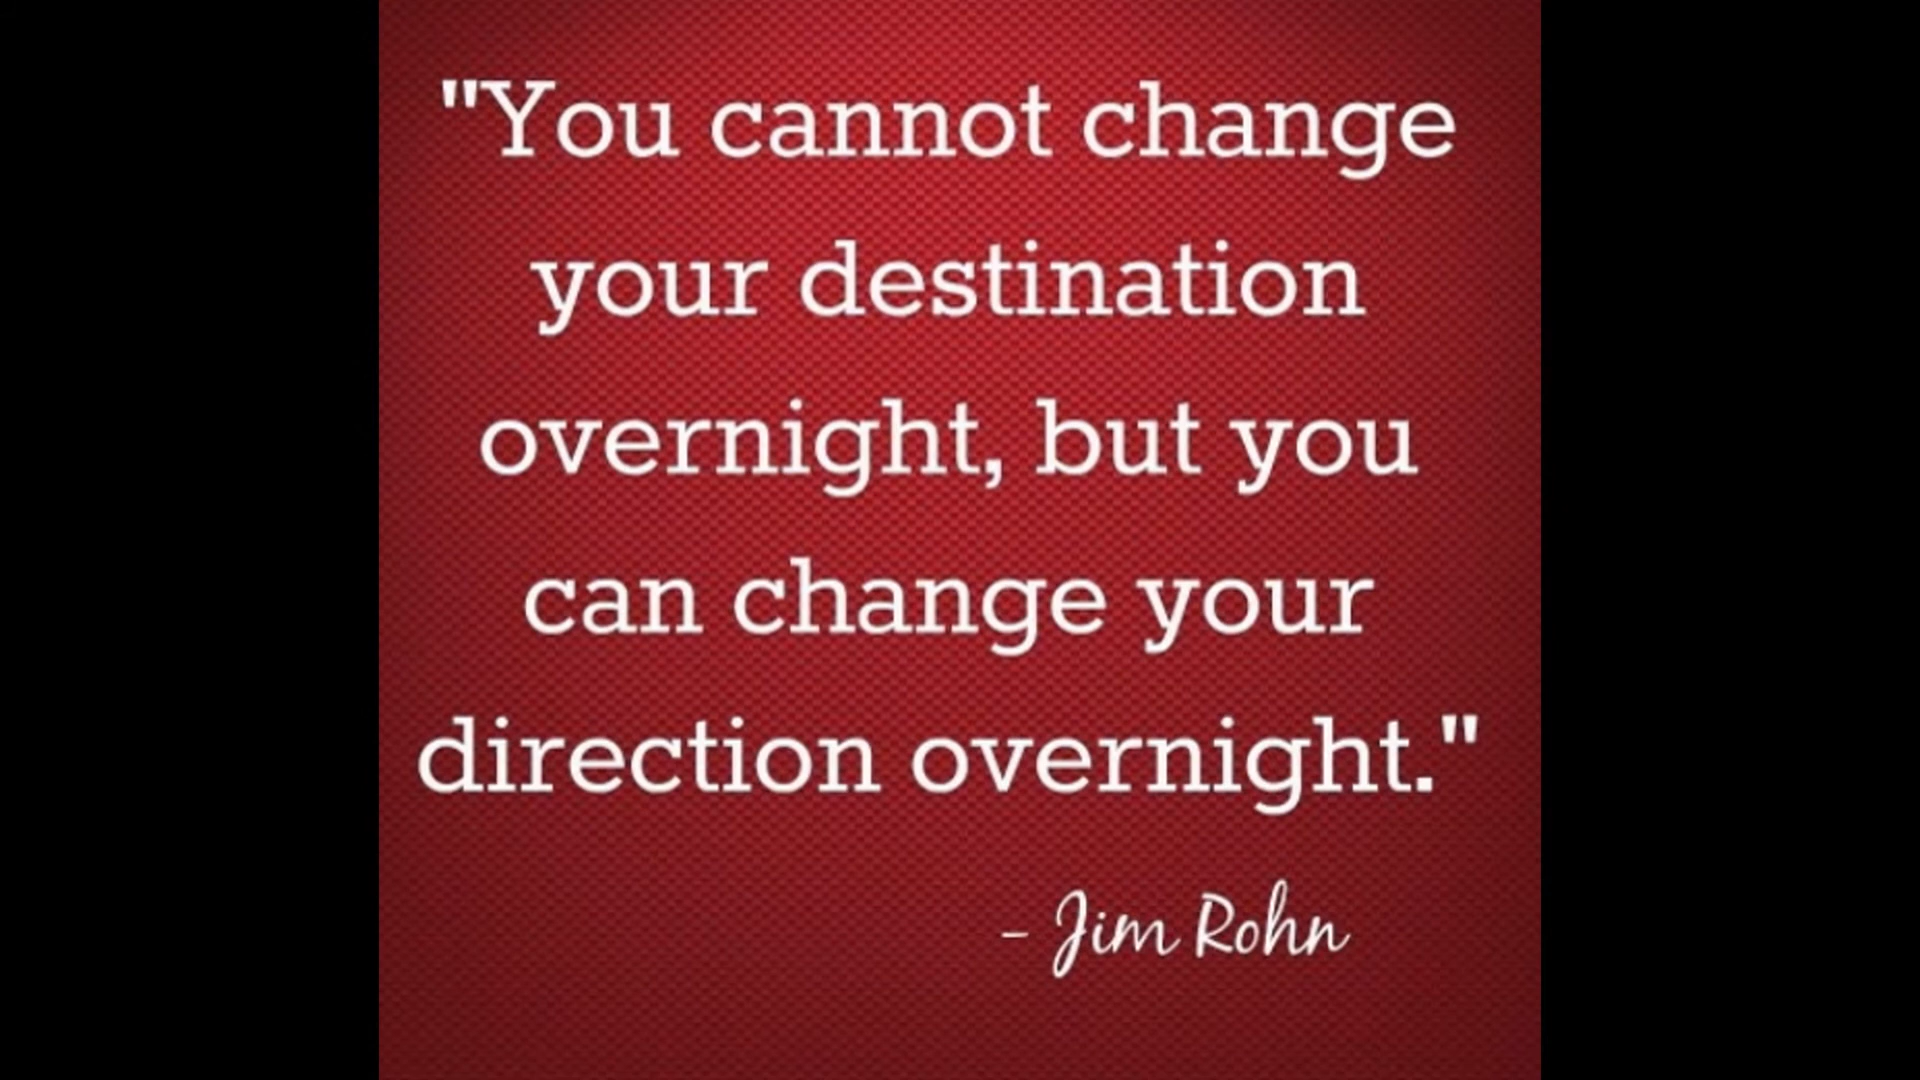 "You cannot change
your destination
overnight, but you
can change your
direction overnight."
- Jim Rohn